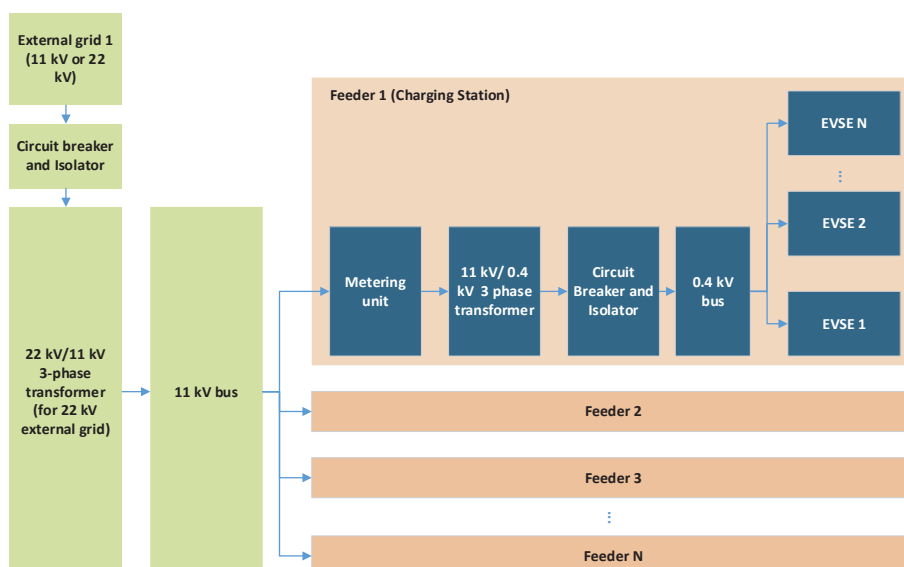 External grid 1
(11 kV or 22
kV)
Circuit breaker
and Isolator
22 kV/11 kV
3-phase
transformer
(for 22 kV
external grid)
11 kV bus
Feeder 1 (Charging Station)
Metering
unit
11 kV/ 0.4
kV 3 phase
transformer
Circuit
Breaker and
Isolator
0.4 kV
bus
EVSE N
...
EVSE 2
EVSE 1
Feeder 2
Feeder 3
...
Feeder N